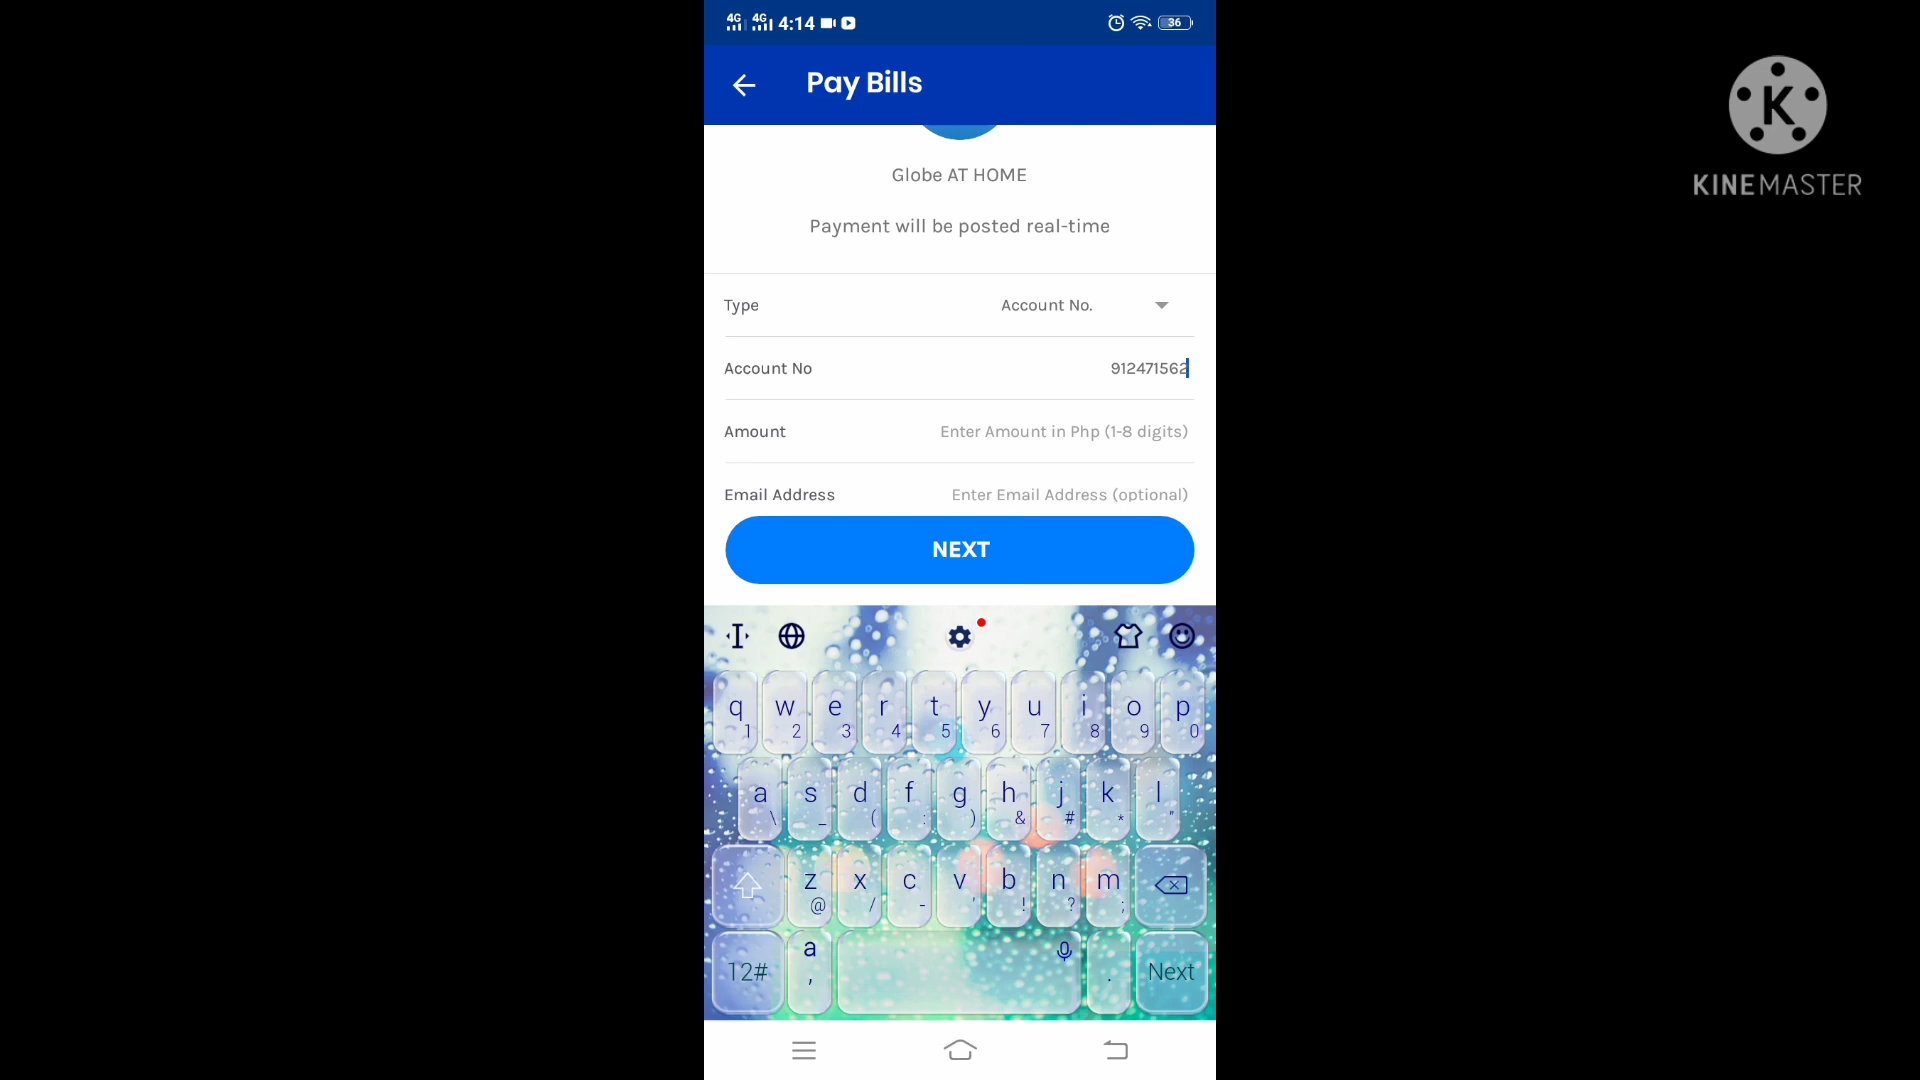 4G 4G 4:14 36
Pay Bills
KINEMASTER
Globe AT HOME
Payment will be posted real-time
Type Account No.
Account No 912471562
Amount Enter Amount in Php (1-8 digits)
Email Address Enter Email Address (optional)
NEXT
q w e r t y u i o p
1 2 3 4 5 6 7 8 9 0
a s d f g h j k l
\ _ ( : ) & # * "
z x c v b n m
@ / - ' ! ? ;
12# a , . Next